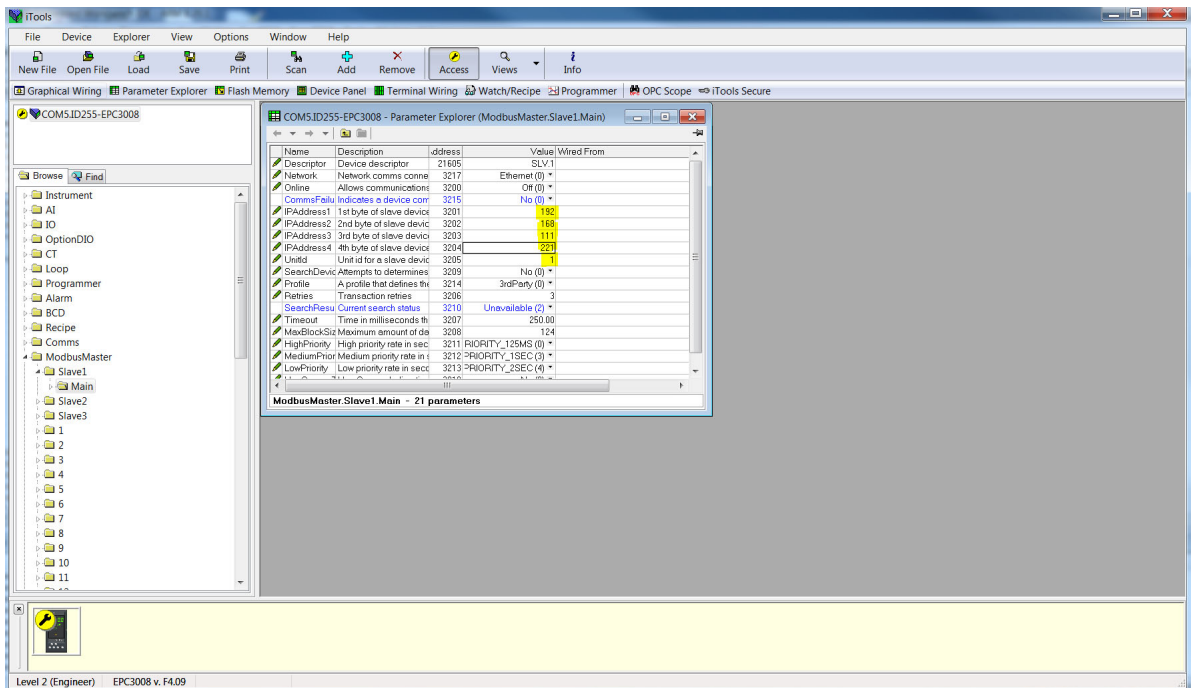 iTools
File Device Explorer View Options Window Help
New File Open File Load Save Print Scan Add Remove Access Views Info
Graphical Wiring Parameter Explorer Flash Memory Device Panel Terminal Wiring Watch/Recipe Programmer OPC Scope iTools Secure
COM5.ID255-EPC3008
Browse Find
Instrument
AI
IO
OptionDIO
CT
Loop
Programmer
Alarm
BCD
Recipe
Comms
ModbusMaster
Slave1
Main
Slave2
Slave3
1
2
3
4
5
6
7
8
9
10
11
COM5.ID255-EPC3008 - Parameter Explorer (ModbusMaster.Slave1.Main)
Name Description ddress Value Wired From
Descriptor Device descriptor 21605 SLV.1
Network Network comms conne 3217 Ethernet (0)
Online Allows communications 3200 Off (0)
CommsFailu Indicates a device com 3215 No (0)
IPAddress1 1st byte of slave device 3201 192
IPAddress2 2nd byte of slave devic 3202 168
IPAddress3 3rd byte of slave devic 3203 111
IPAddress4 4th byte of slave device 3204 221
UnitId Unit id for a slave devic 3205 1
SearchDevic Attempts to determines 3209 No (0)
Profile A profile that defines the 3214 3rdParty (0)
Retries Transaction retries 3206 3
SearchResu Current search status 3210 Unavailable (2)
Timeout Time in milliseconds th 3207 250.00
MaxBlockSiz Maximum amount of da 3208 124
HighPriority High priority rate in sec 3211 RIORITY_125MS (0)
MediumPrior Medium priority rate in s 3212 PRIORITY_1SEC (3)
LowPriority Low priority rate in secc 3213 PRIORITY_2SEC (4)
ModbusMaster.Slave1.Main - 21 parameters
Level 2 (Engineer) EPC3008 v. F4.09